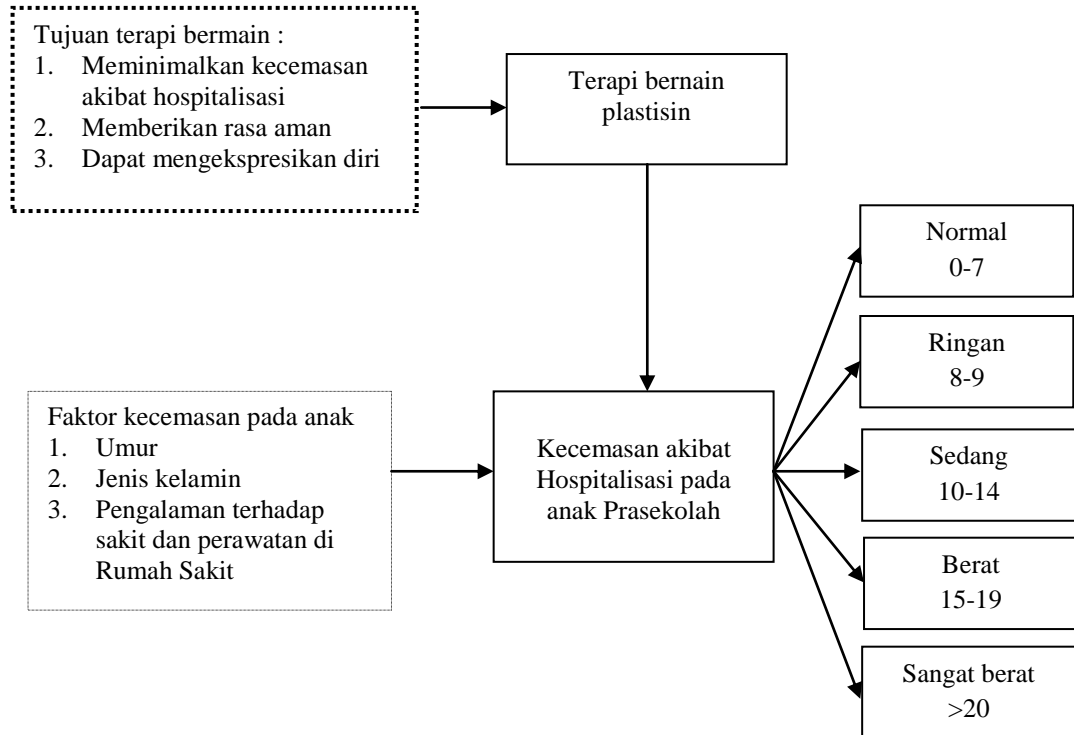 Tujuan terapi bermain :
1. Meminimalkan kecemasan
akibat hospitalisasi
2. Memberikan rasa aman
3. Dapat mengekspresikan diri
Terapi bernain
plastisin
Normal
0-7
Ringan
8-9
Faktor kecemasan pada anak
1. Umur
2. Jenis kelamin
3. Pengalaman terhadap
sakit dan perawatan di
Rumah Sakit
Kecemasan akibat
Hospitalisasi pada
anak Prasekolah
Sedang
10-14
Berat
15-19
Sangat berat
>20